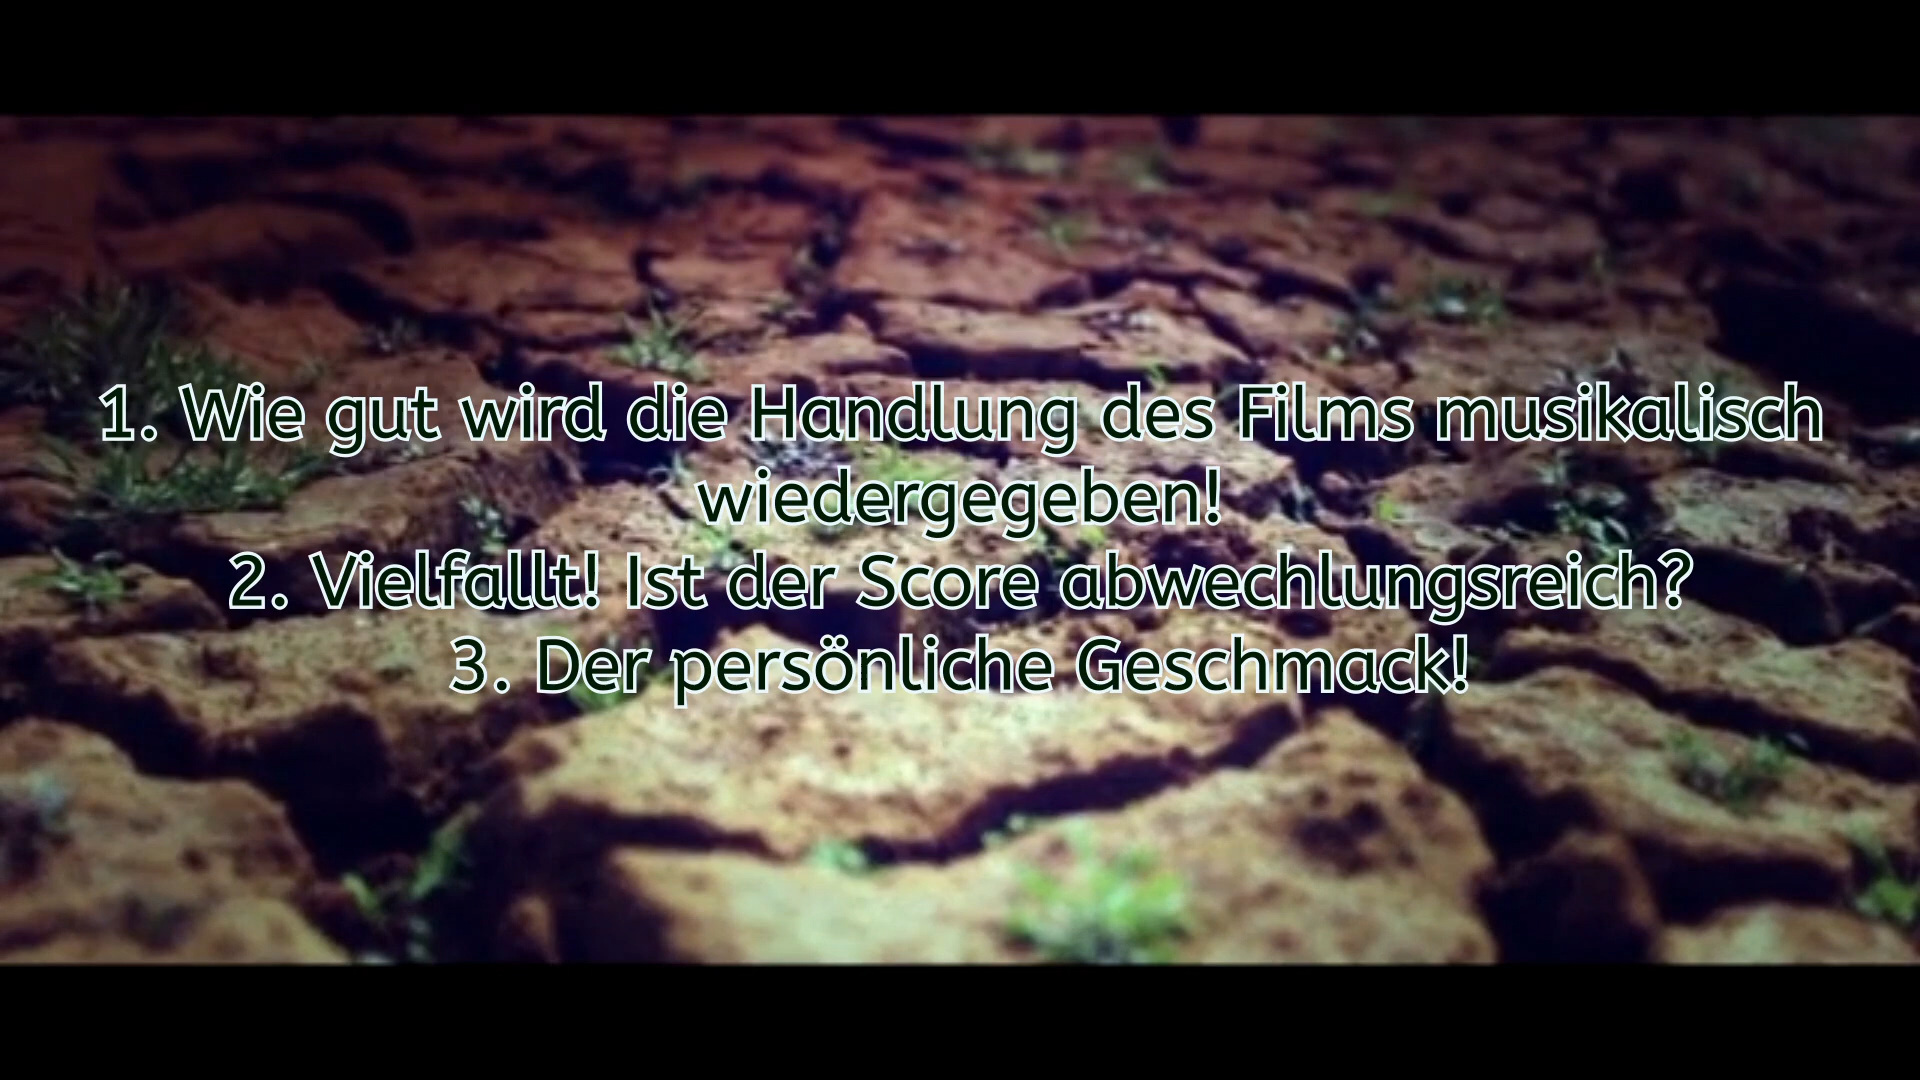 1. Wie gut wird die Handlung des Films musikalisch
wiedergegeben!
2. Vielfallt! Ist der Score abwechlungsreich?
3. Der persönliche Geschmack!